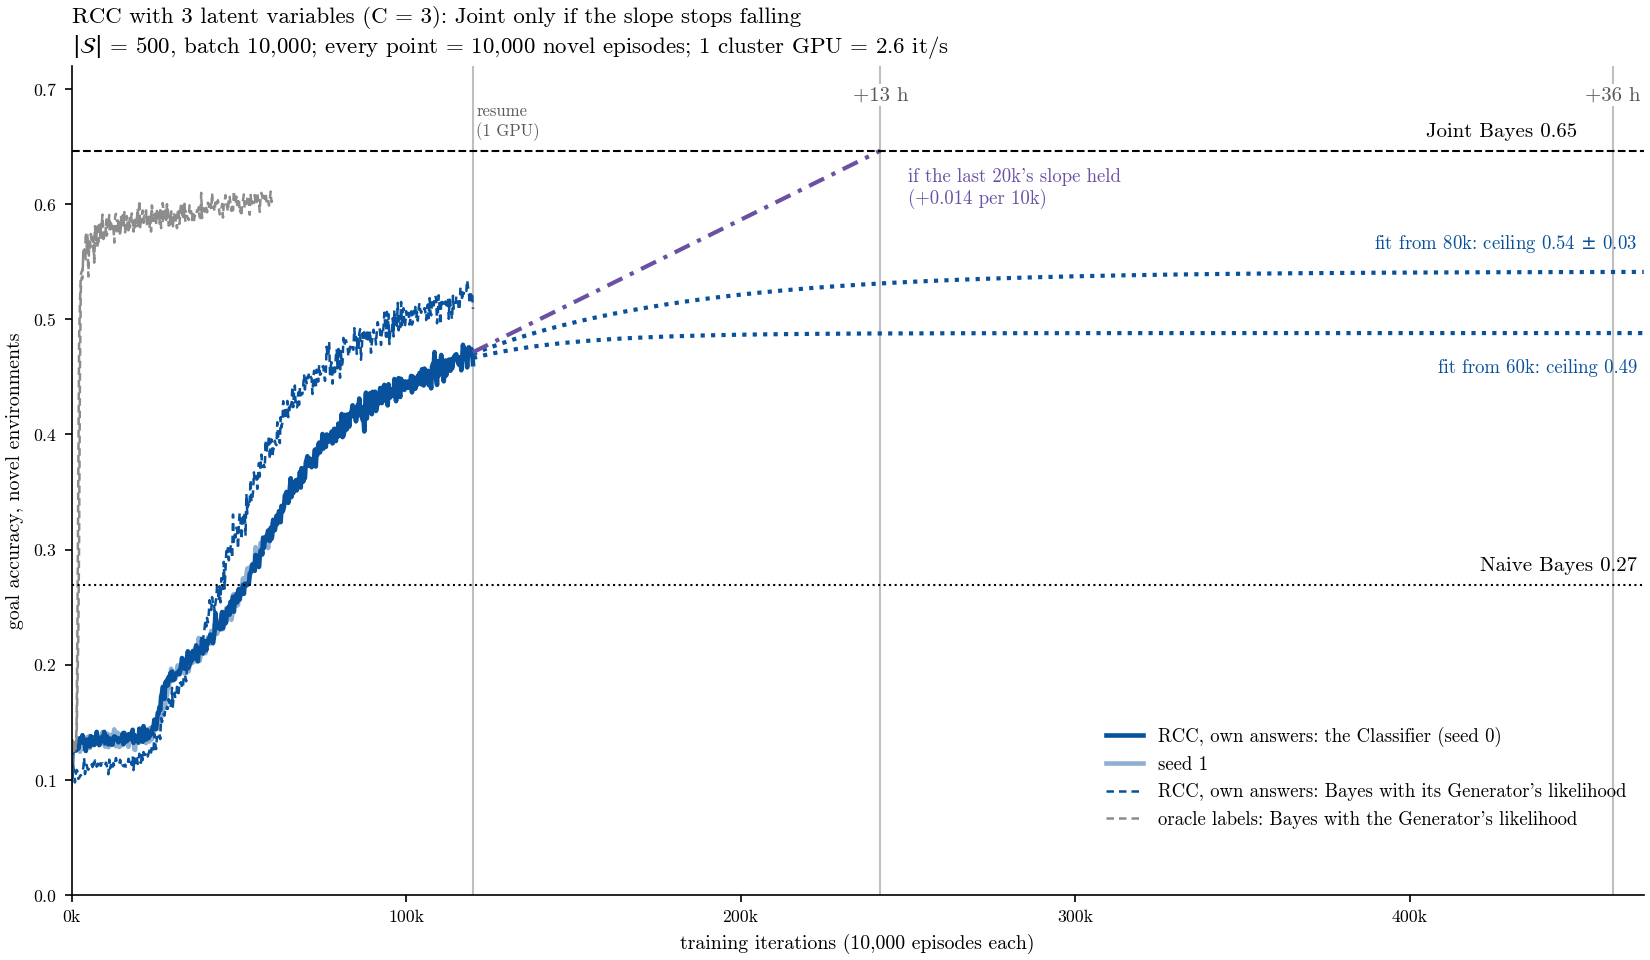 RCC with 3 latent variables (C = 3): Joint only if the slope stops falling
|𝒮| = 500, batch 10,000; every point = 10,000 novel episodes; 1 cluster GPU = 2.6 it/s
0.7
0.6
0.5
0.4
0.3
0.2
0.1
0.0
goal accuracy, novel environments
resume
(1 GPU)
+13 h
+36 h
Joint Bayes 0.65
if the last 20k's slope held
(+0.014 per 10k)
fit from 80k: ceiling 0.54 ± 0.03
fit from 60k: ceiling 0.49
Naive Bayes 0.27
RCC, own answers: the Classifier (seed 0)
seed 1
RCC, own answers: Bayes with its Generator's likelihood
oracle labels: Bayes with the Generator's likelihood
0k
100k
200k
300k
400k
training iterations (10,000 episodes each)